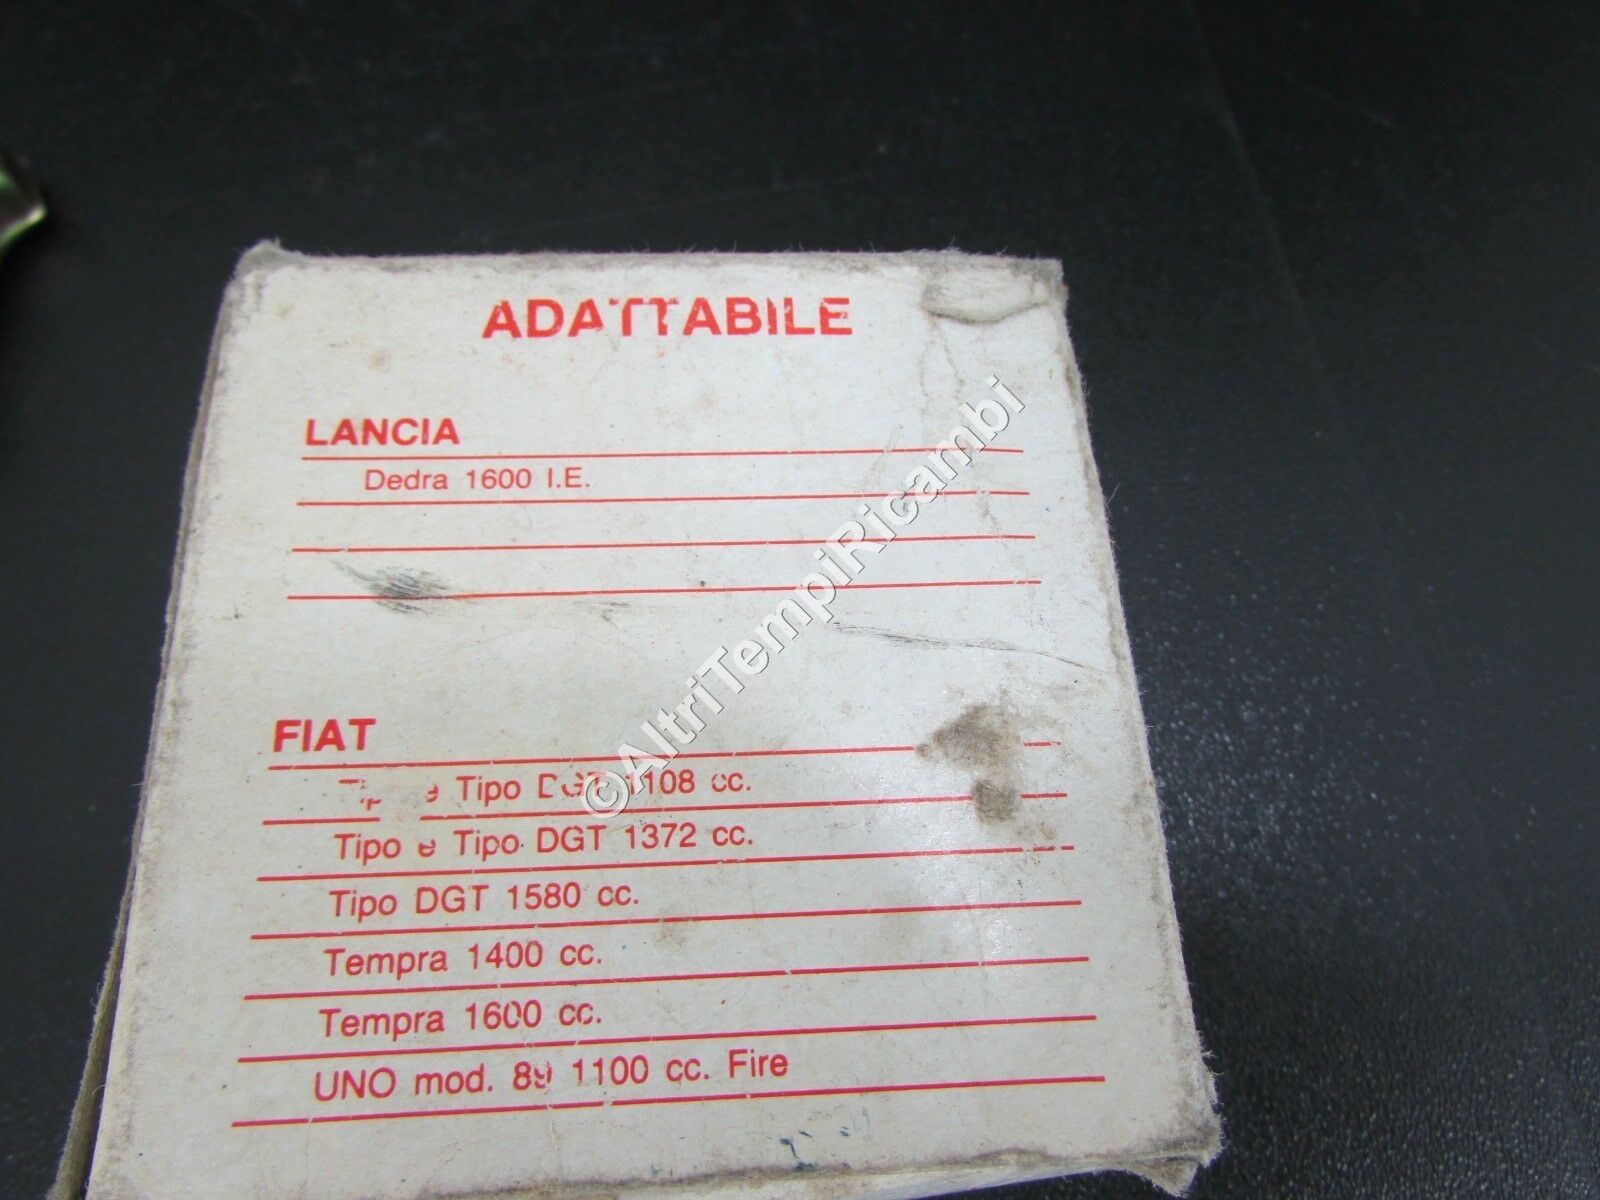 ADATTABILE
LANCIA
Dedra 1600 I.E.
FIAT
Tipo e Tipo DGT 1108 cc.
Tipo e Tipo DGT 1372 cc.
Tipo DGT 1580 cc.
Tempra 1400 cc.
Tempra 1600 cc.
UNO mod. 89 1100 cc. Fire
©AltriTempiRicambi